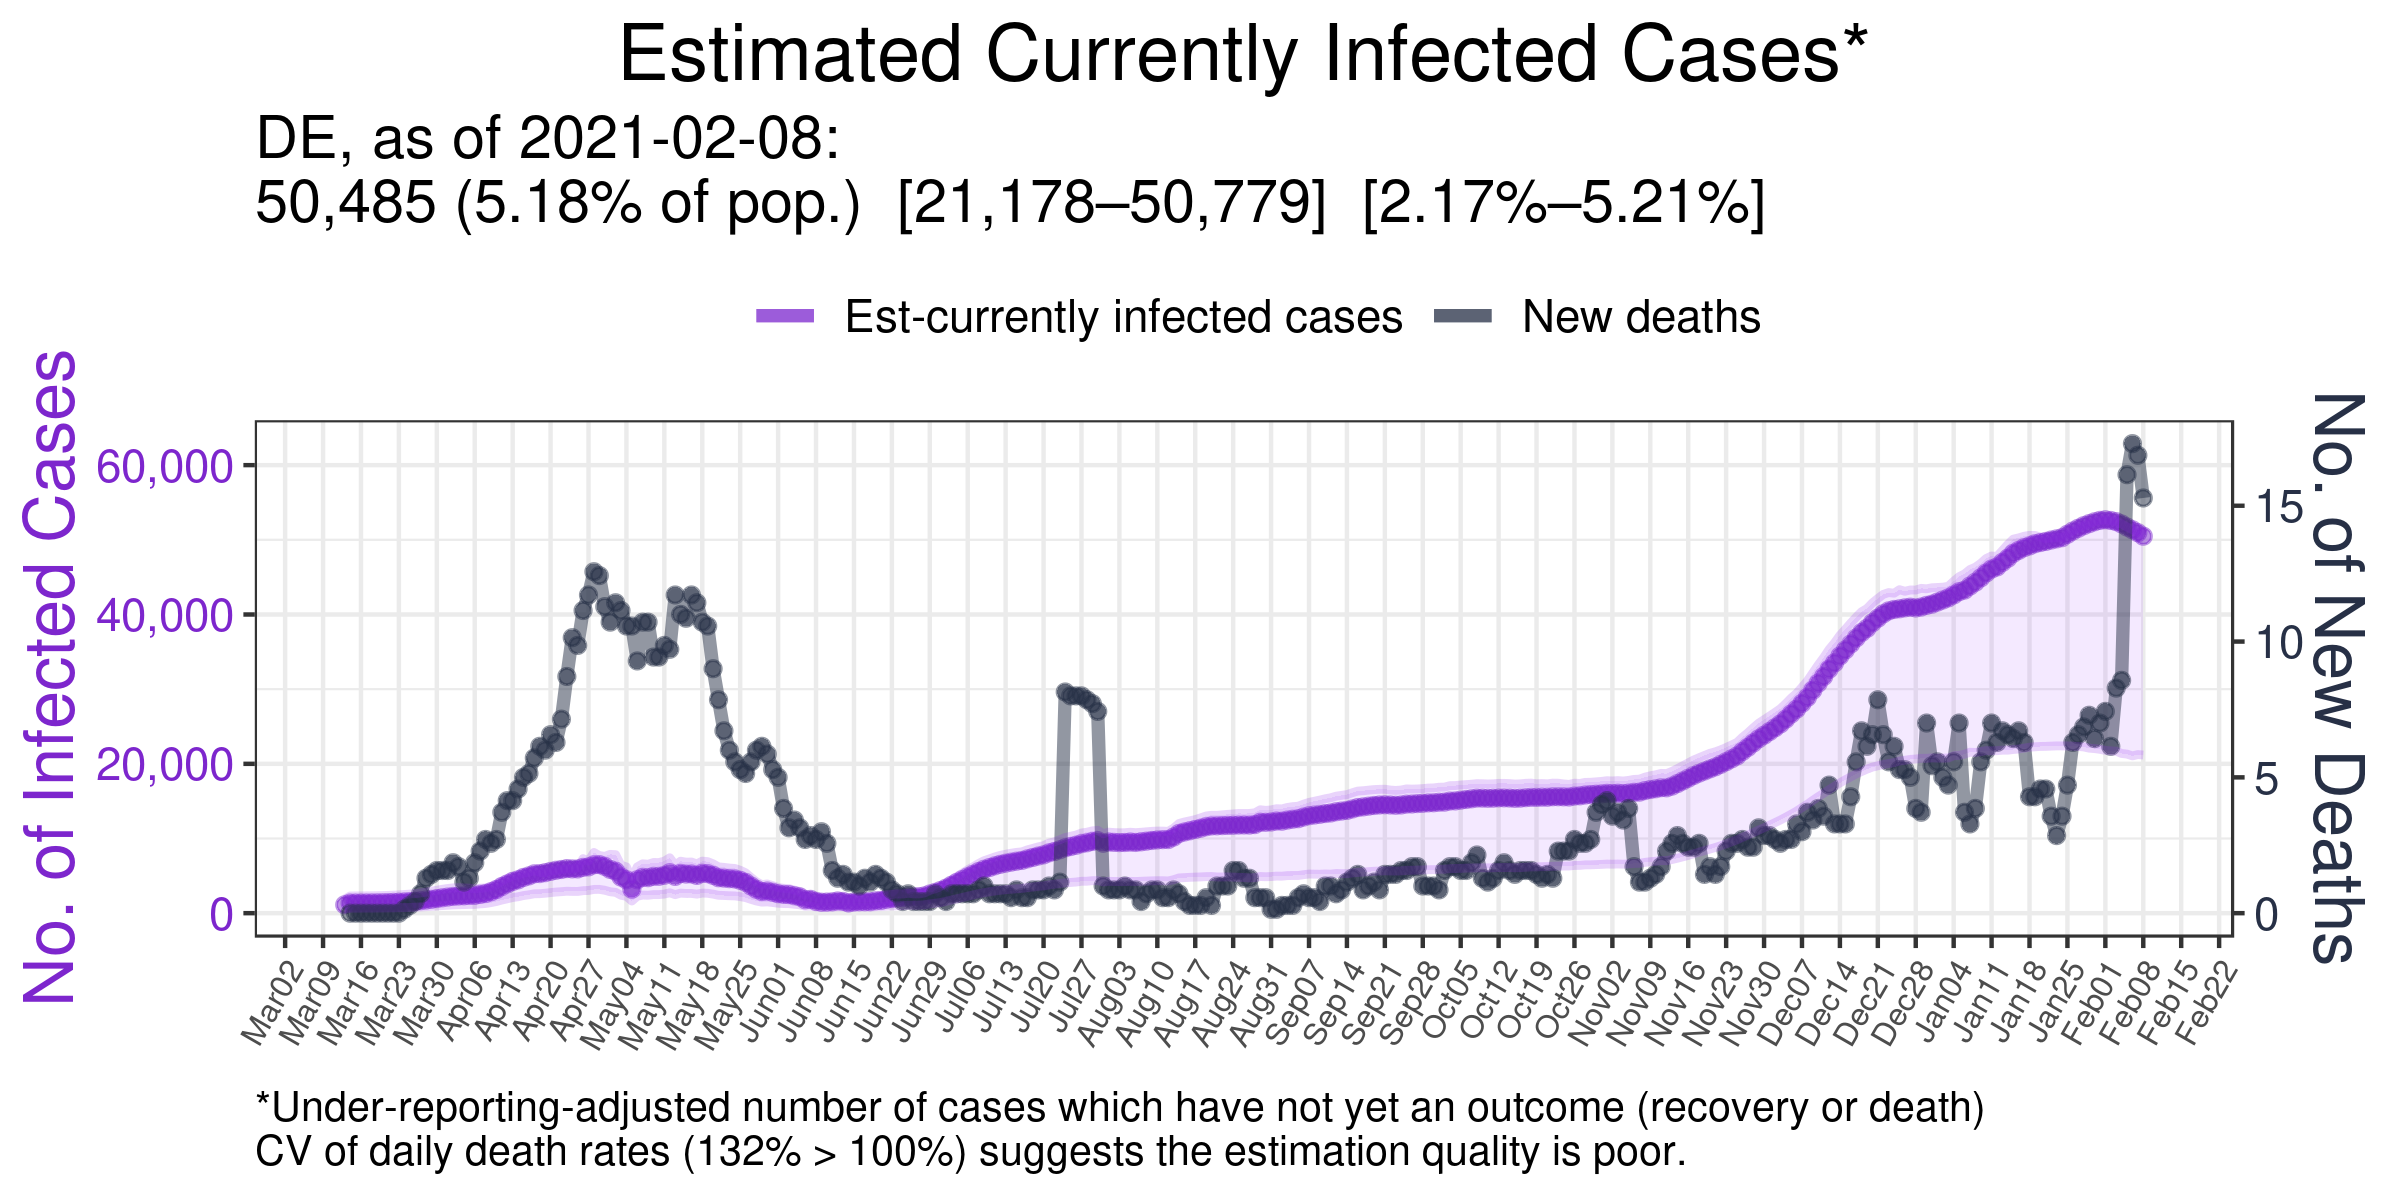 Estimated Currently Infected Cases*
DE, as of 2021-02-08:
50,485 (5.18% of pop.)  [21,178–50,779]  [2.17%–5.21%]
Est-currently infected cases
New deaths
No. of Infected Cases
60,000
40,000
20,000
0
15
10
5
0
No. of New Deaths
Mar02
Mar09
Mar16
Mar23
Mar30
Apr06
Apr13
Apr20
Apr27
May04
May11
May18
May25
Jun01
Jun08
Jun15
Jun22
Jun29
Jul06
Jul13
Jul20
Jul27
Aug03
Aug10
Aug17
Aug24
Aug31
Sep07
Sep14
Sep21
Sep28
Oct05
Oct12
Oct19
Oct26
Nov02
Nov09
Nov16
Nov23
Nov30
Dec07
Dec14
Dec21
Dec28
Jan04
Jan11
Jan18
Jan25
Feb01
Feb08
Feb15
Feb22
*Under-reporting-adjusted number of cases which have not yet an outcome (recovery or death)
CV of daily death rates (132% > 100%) suggests the estimation quality is poor.